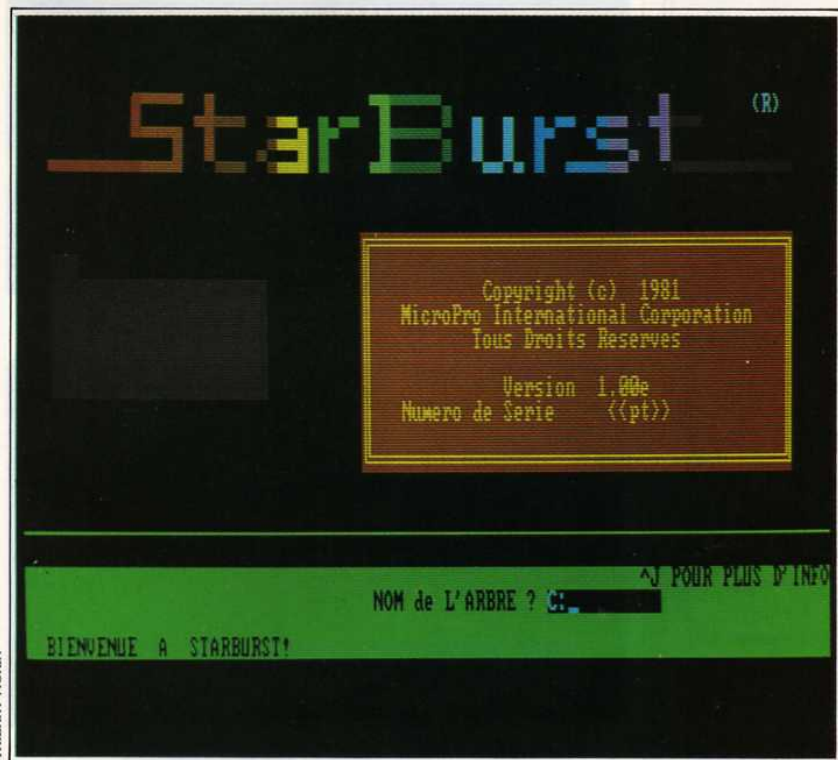 StarBurst (R)
Copyright (c) 1981
MicroPro International Corporation
Tous Droits Reserves
Version 1.00e
Numero de Serie <<pt>>
^J POUR PLUS D'INFO
NOM de L'ARBRE ? C:_
BIENVENUE A STARBURST!